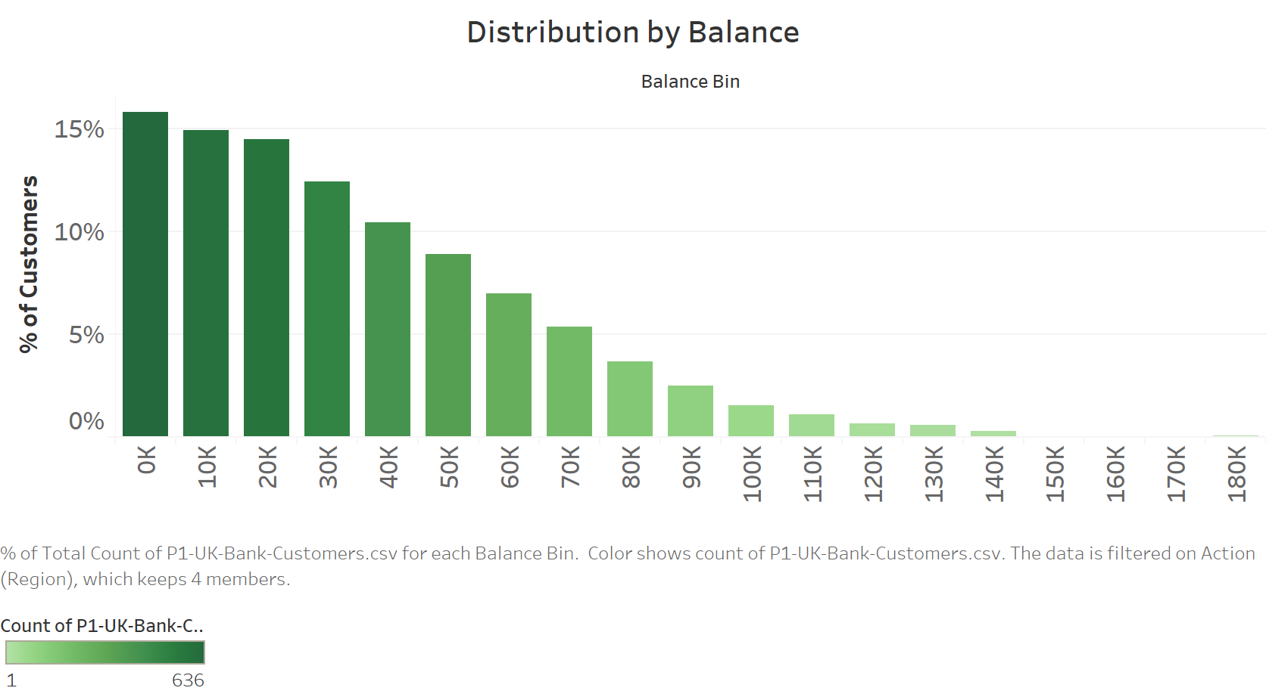 Distribution by Balance
Balance Bin
% of Customers
15%
10%
5%
0%
0K
10K
20K
30K
40K
50K
60K
70K
80K
90K
100K
110K
120K
130K
140K
150K
160K
170K
180K
% of Total Count of P1-UK-Bank-Customers.csv for each Balance Bin.  Color shows count of P1-UK-Bank-Customers.csv. The data is filtered on Action
(Region), which keeps 4 members.
Count of P1-UK-Bank-C..
1 636